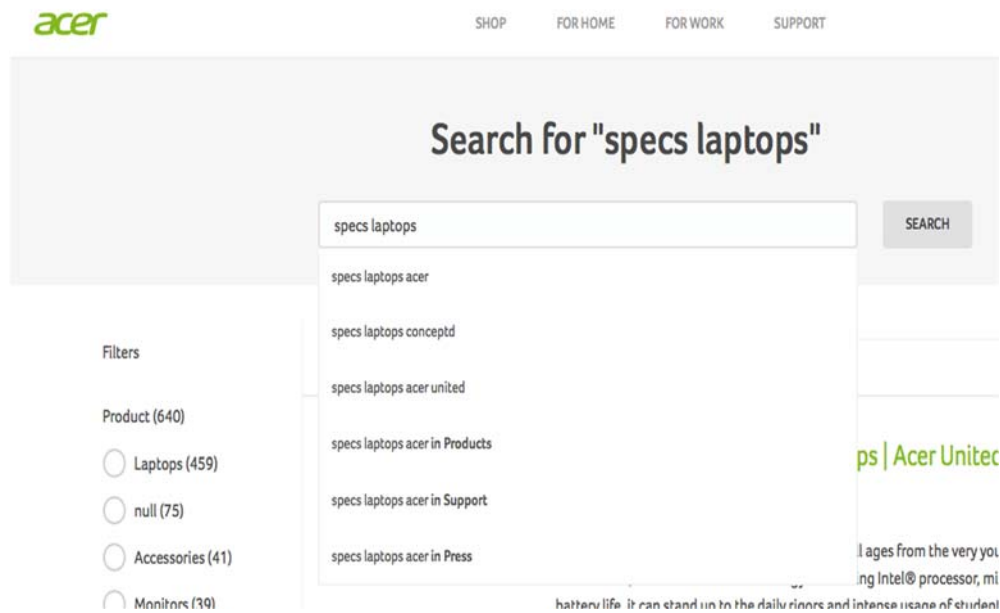 acer
SHOP FOR HOME FOR WORK SUPPORT
Search for "specs laptops"
specs laptops
SEARCH
specs laptops acer
specs laptops conceptd
specs laptops acer united
specs laptops acer in Products
specs laptops acer in Support
specs laptops acer in Press
Filters
Product (640)
Laptops (459)
null (75)
Accessories (41)
Monitors (39)
ps | Acer United
l ages from the very you
ing Intel® processor, mi
battery life, it can stand up to the daily rigors and intense usage of student